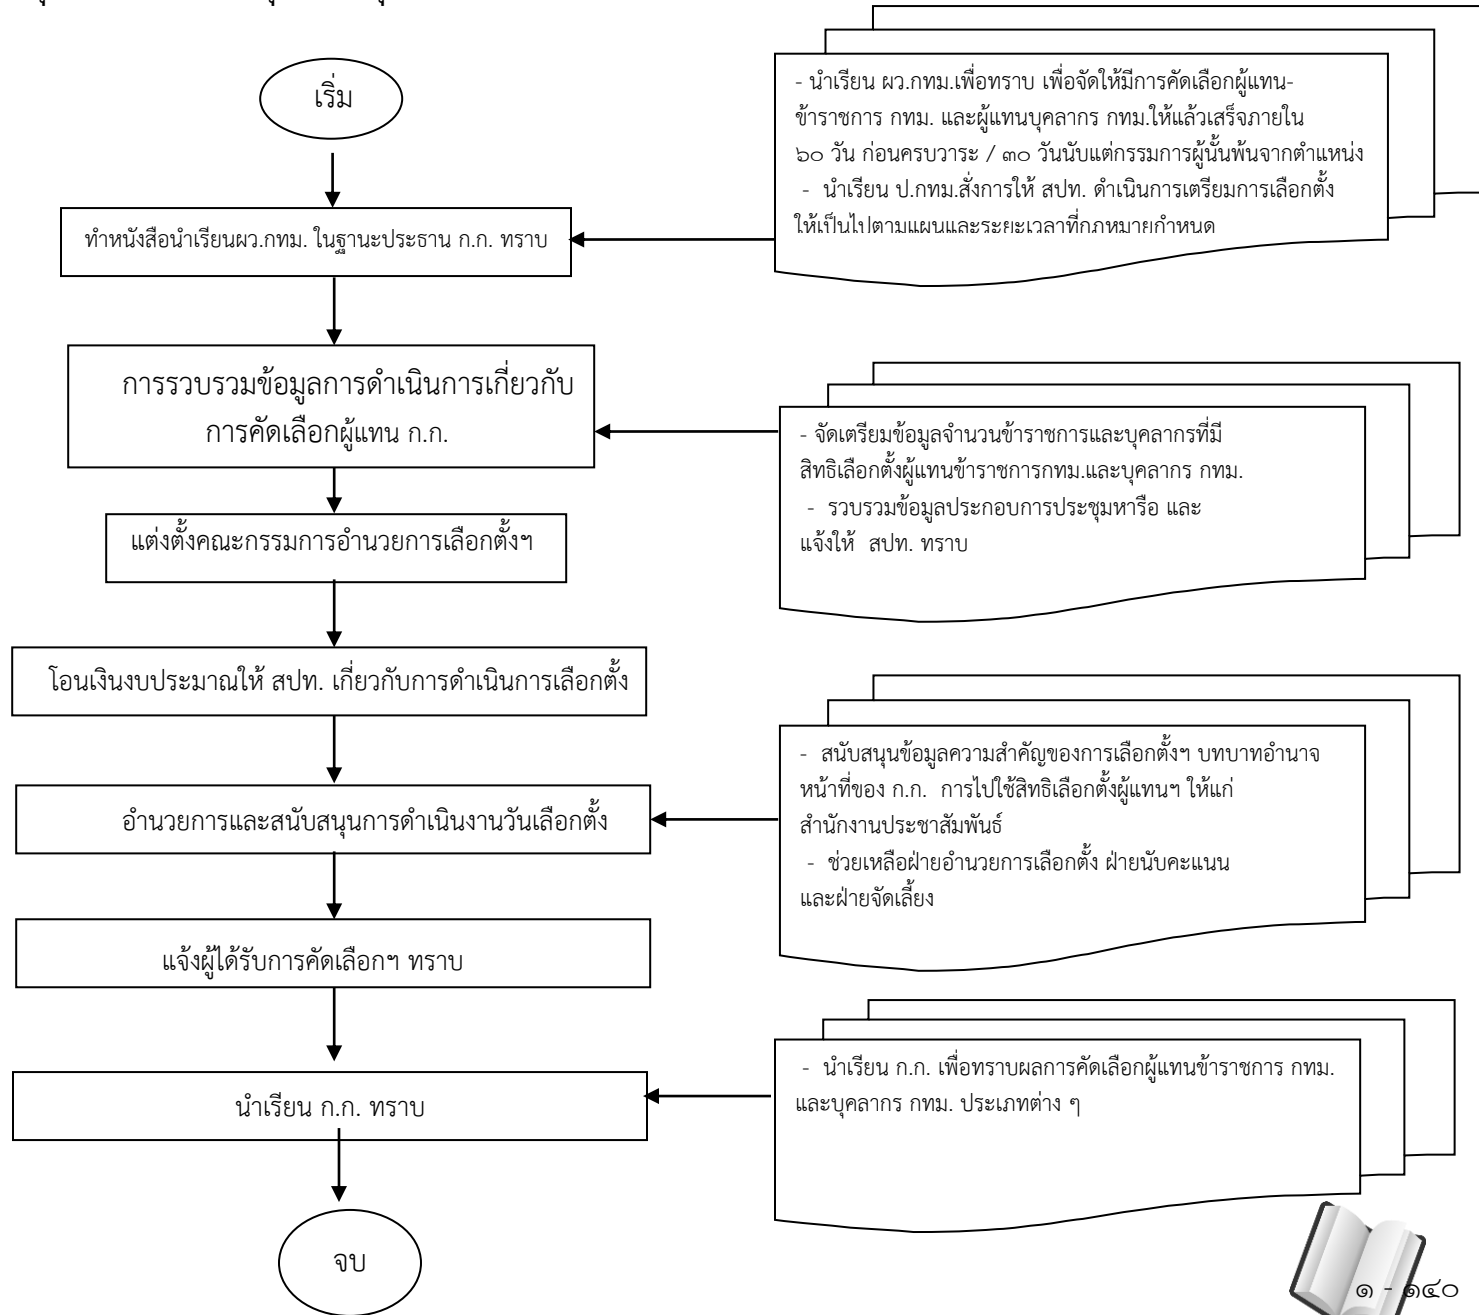 เริ่ม
- นำเรียน ผว.กทม.เพื่อทราบ เพื่อจัดให้มีการคัดเลือกผู้แทน-
ข้าราชการ กทม. และผู้แทนบุคลากร กทม.ให้แล้วเสร็จภายใน
๖๐ วัน ก่อนครบวาระ / ๓๐ วันนับแต่กรรมการผู้นั้นพ้นจากตำแหน่ง
- นำเรียน ป.กทม.สั่งการให้ สปท. ดำเนินการเตรียมการเลือกตั้ง
ให้เป็นไปตามแผนและระยะเวลาที่กฎหมายกำหนด
ทำหนังสือนำเรียนผว.กทม. ในฐานะประธาน ก.ก. ทราบ
การรวบรวมข้อมูลการดำเนินการเกี่ยวกับ
การคัดเลือกผู้แทน ก.ก.
- จัดเตรียมข้อมูลจำนวนข้าราชการและบุคลากรที่มี
สิทธิเลือกตั้งผู้แทนข้าราชการกทม.และบุคลากร กทม.
- รวบรวมข้อมูลประกอบการประชุมหารือ และ
แจ้งให้ สปท. ทราบ
แต่งตั้งคณะกรรมการอำนวยการเลือกตั้งฯ
โอนเงินงบประมาณให้ สปท. เกี่ยวกับการดำเนินการเลือกตั้ง
- สนับสนุนข้อมูลความสำคัญของการเลือกตั้งฯ บทบาทอำนาจ
หน้าที่ของ ก.ก. การไปใช้สิทธิเลือกตั้งผู้แทนฯ ให้แก่
สำนักงานประชาสัมพันธ์
- ช่วยเหลือฝ่ายอำนวยการเลือกตั้ง ฝ่ายนับคะแนน
และฝ่ายจัดเลี้ยง
อำนวยการและสนับสนุนการดำเนินงานวันเลือกตั้ง
แจ้งผู้ได้รับการคัดเลือกฯ ทราบ
- นำเรียน ก.ก. เพื่อทราบผลการคัดเลือกผู้แทนข้าราชการ กทม.
และบุคลากร กทม. ประเภทต่าง ๆ
นำเรียน ก.ก. ทราบ
จบ
๑ - ๑๔๐